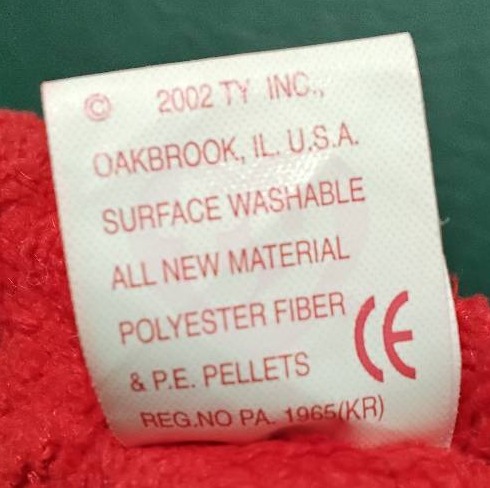 © 2002 TY INC.,
OAKBROOK, IL. U.S.A.
SURFACE WASHABLE
ALL NEW MATERIAL
POLYESTER FIBER
& P.E. PELLETS
CE
REG.NO PA. 1965(KR)